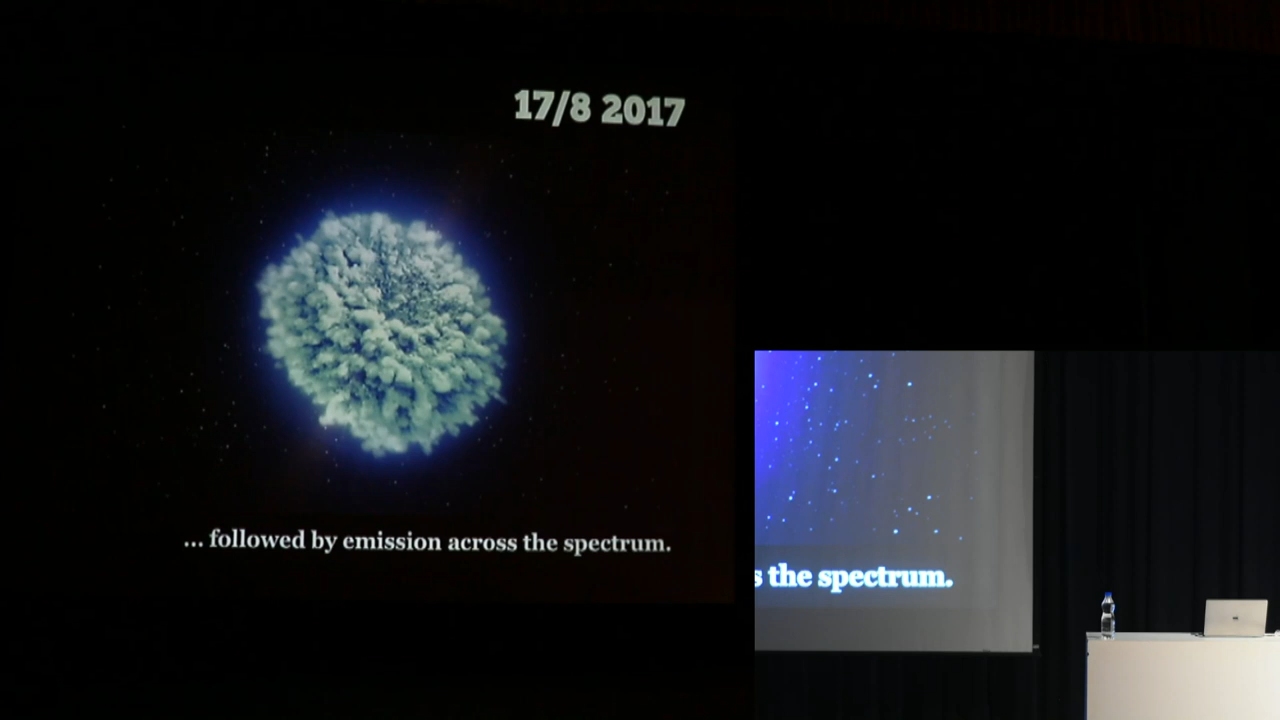 17/8 2017
... followed by emission across the spectrum.
s the spectrum.